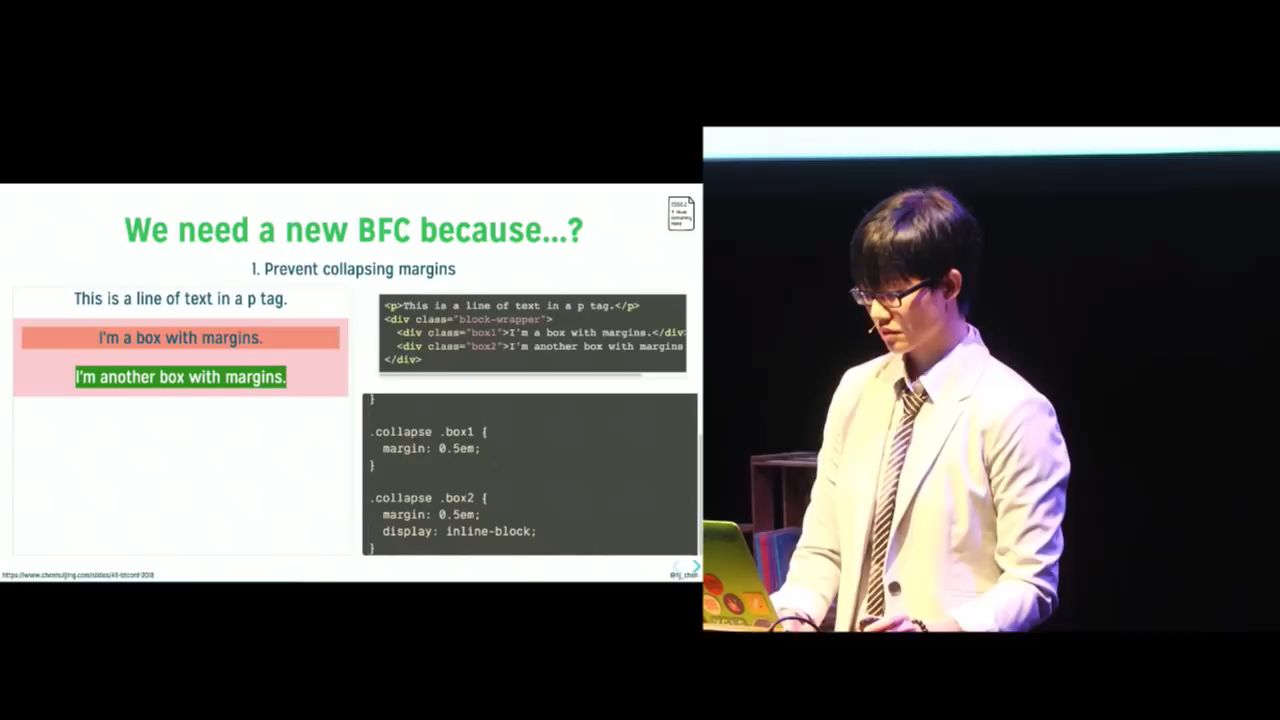 We need a new BFC because...?
1. Prevent collapsing margins
This is a line of text in a p tag.
I'm a box with margins.
I'm another box with margins.
<p>This is a line of text in a p tag.</p>
<div class="block-wrapper">
<div class="box1">I'm a box with margins.</div>
<div class="box2">I'm another box with margins
</div>
}
.collapse .box1 {
margin: 0.5em;
}
.collapse .box2 {
margin: 0.5em;
display: inline-block;
}